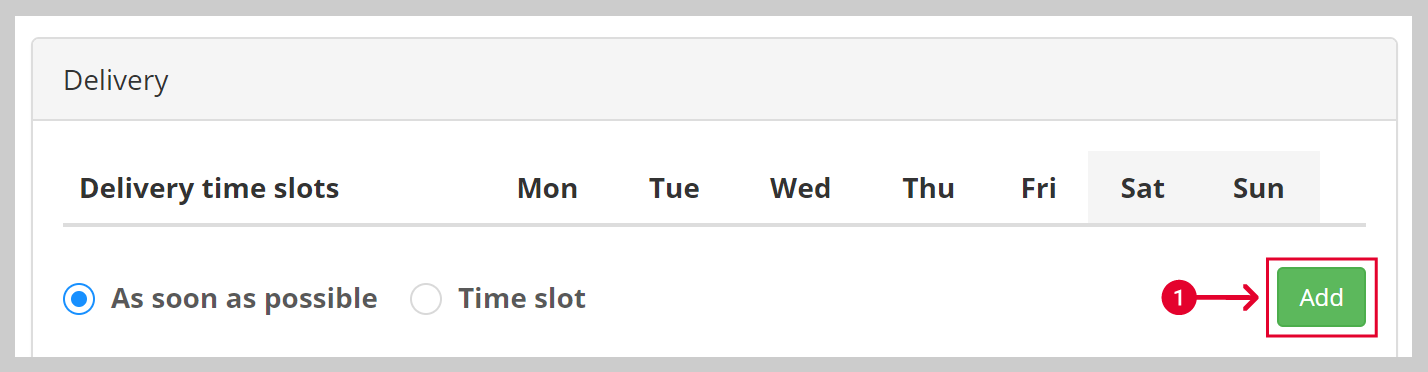 Delivery
Delivery time slots Mon Tue Wed Thu Fri Sat Sun
As soon as possible Time slot 1 Add